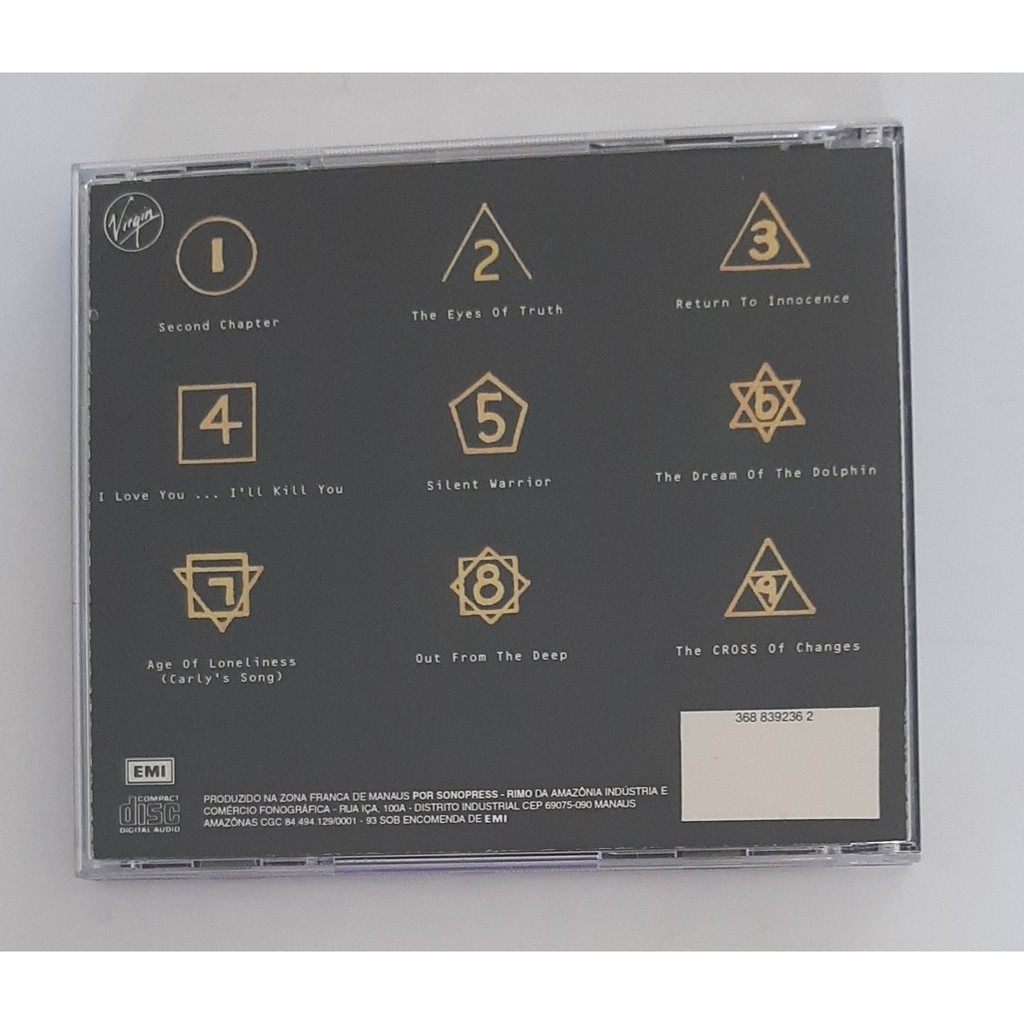 Virgin
1
Second Chapter
2
The Eyes Of Truth
3
Return To Innocence
4
I Love You ... I'll Kill You
5
Silent Warrior
6
The Dream Of The Dolphin
7
Age Of Loneliness
(Carly's Song)
8
Out From The Deep
9
The CROSS Of Changes
368 839236 2
EMI
COMPACT
disc
DIGITAL AUDIO
PRODUZIDO NA ZONA FRANCA DE MANAUS POR SONOPRESS - RIMO DA AMAZÔNIA INDÚSTRIA E
COMÉRCIO FONOGRÁFICA - RUA IÇA, 100A - DISTRITO INDUSTRIAL CEP 69075-090 MANAUS
AMAZÔNAS CGC 84.494.129/0001 - 93 SOB ENCOMENDA DE EMI